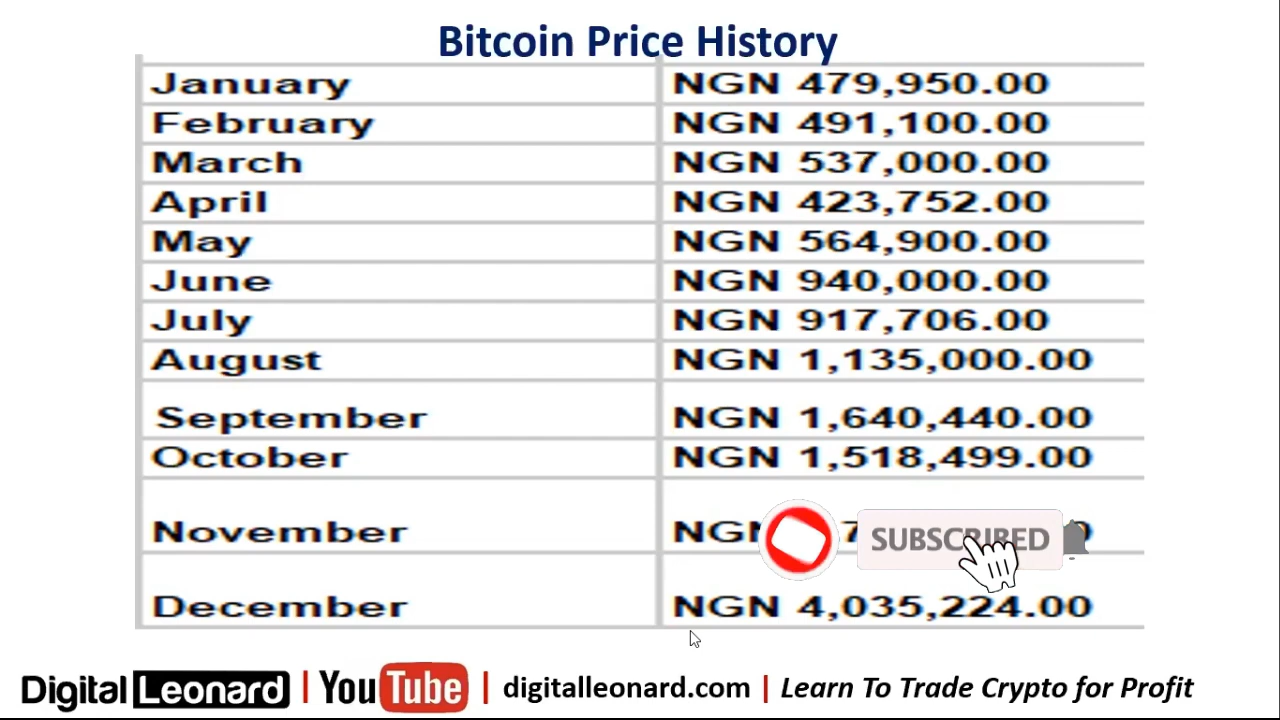 Bitcoin Price History
January NGN 479,950.00
February NGN 491,100.00
March NGN 537,000.00
April NGN 423,752.00
May NGN 564,900.00
June NGN 940,000.00
July NGN 917,706.00
August NGN 1,135,000.00
September NGN 1,640,440.00
October NGN 1,518,499.00
November NGN SUBSCRIBED
December NGN 4,035,224.00
Digital Leonard | YouTube | digitalleonard.com | Learn To Trade Crypto for Profit